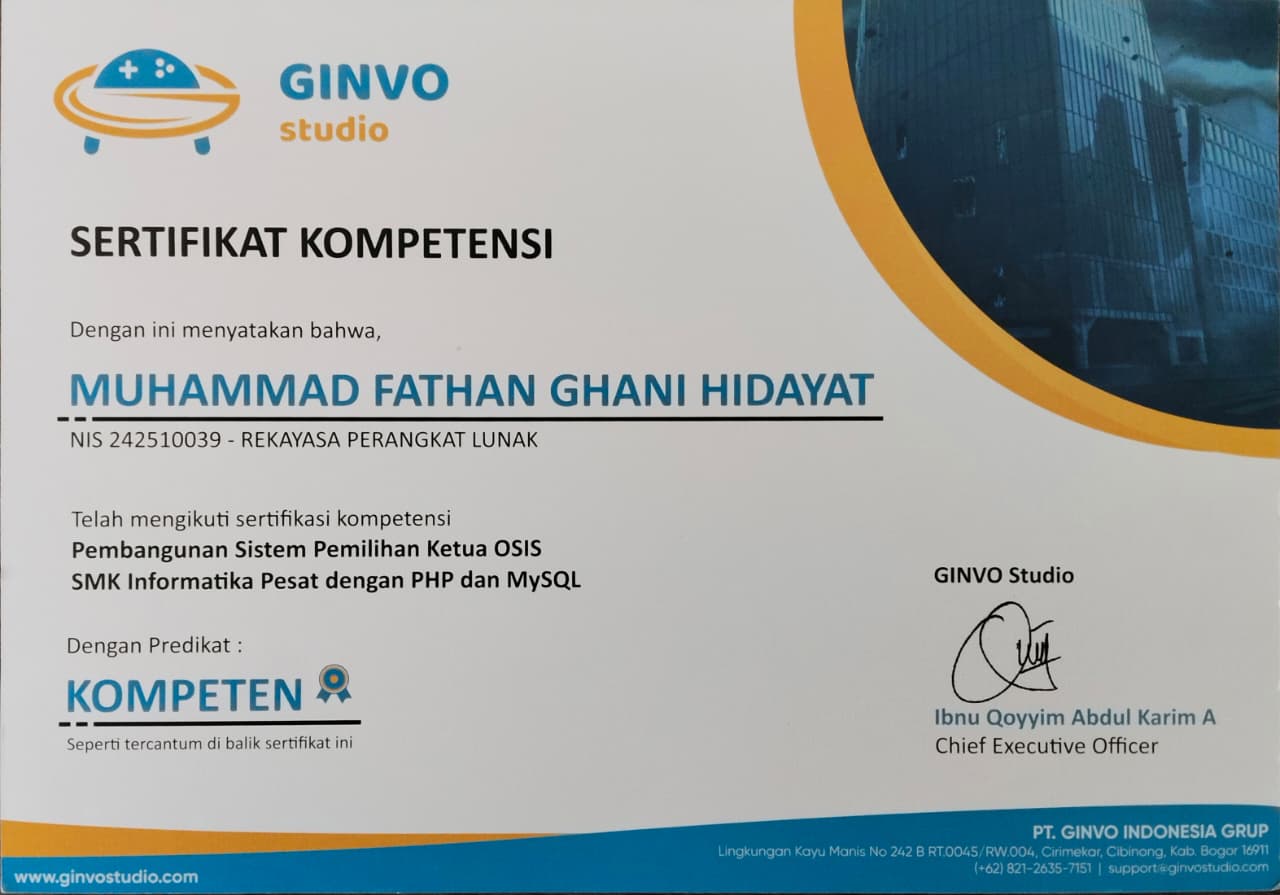 GINVO
studio
SERTIFIKAT KOMPETENSI
Dengan ini menyatakan bahwa,
MUHAMMAD FATHAN GHANI HIDAYAT
NIS 242510039 - REKAYASA PERANGKAT LUNAK
Telah mengikuti sertifikasi kompetensi
Pembangunan Sistem Pemilihan Ketua OSIS
SMK Informatika Pesat dengan PHP dan MySQL
Dengan Predikat :
KOMPETEN
Seperti tercantum di balik sertifikat ini
GINVO Studio
Ibnu Qoyyim Abdul Karim A
Chief Executive Officer
PT. GINVO INDONESIA GRUP
Lingkungan Kayu Manis No 242 B RT.0045/RW.004, Cirimekar, Cibinong, Kab. Bogor 16911
(+62) 821-2635-7151 | support@ginvostudio.com
www.ginvostudio.com